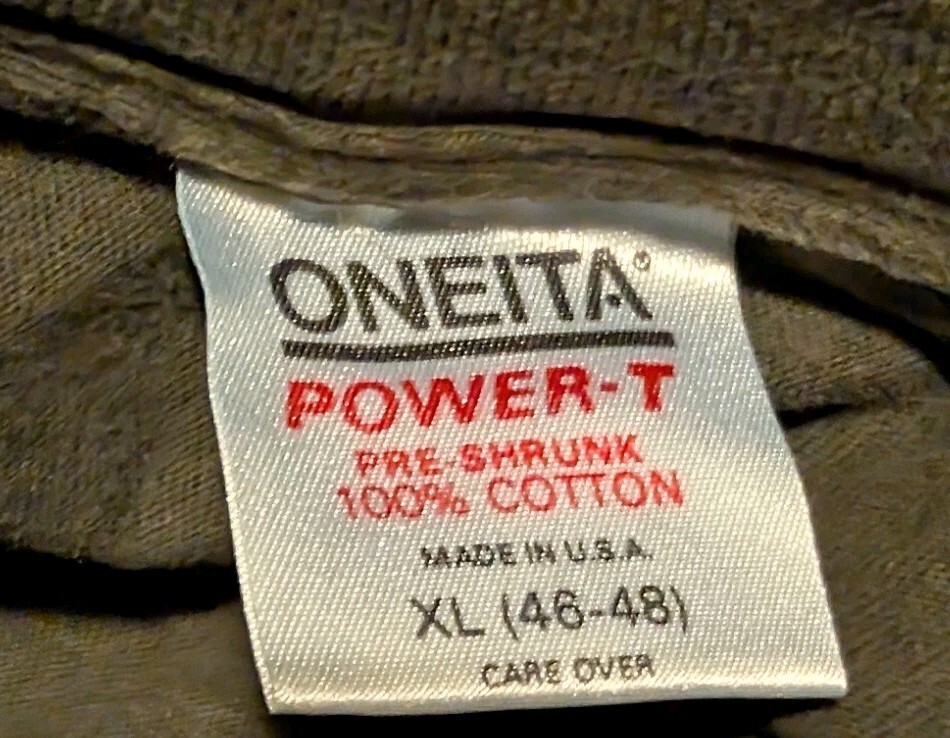 ONEITA®
POWER-T
PRE-SHRUNK
100% COTTON
MADE IN U.S.A.
XL (46-48)
CARE OVER